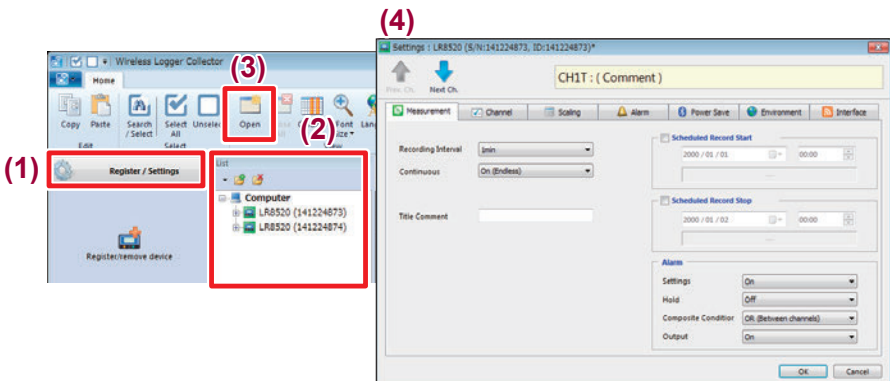 (4)
Settings : LR8520 (S/N:141224873, ID:141224873)*
Prev. Ch.
Next Ch.
CH1T : ( Comment )
Measurement
Channel
Scaling
Alarm
Power Save
Environment
Interface
Recording Interval
1min
Continuous
On (Endless)
Title Comment
Scheduled Record Start
2000 / 01 / 01
00:00
---
Scheduled Record Stop
2000 / 01 / 02
00:00
---
Alarm
Settings
On
Hold
Off
Composite Condition
OR (Between channels)
Output
On
OK
Cancel
Wireless Logger Collector
(3)
Home
Copy
Paste
Search
/ Select
Select
All
Unselec
Open
(2)
Font
Size
Lan
Edit
Select
(1)
Register / Settings
Register/remove device
List
Computer
LR8520 (141224873)
LR8520 (141224874)